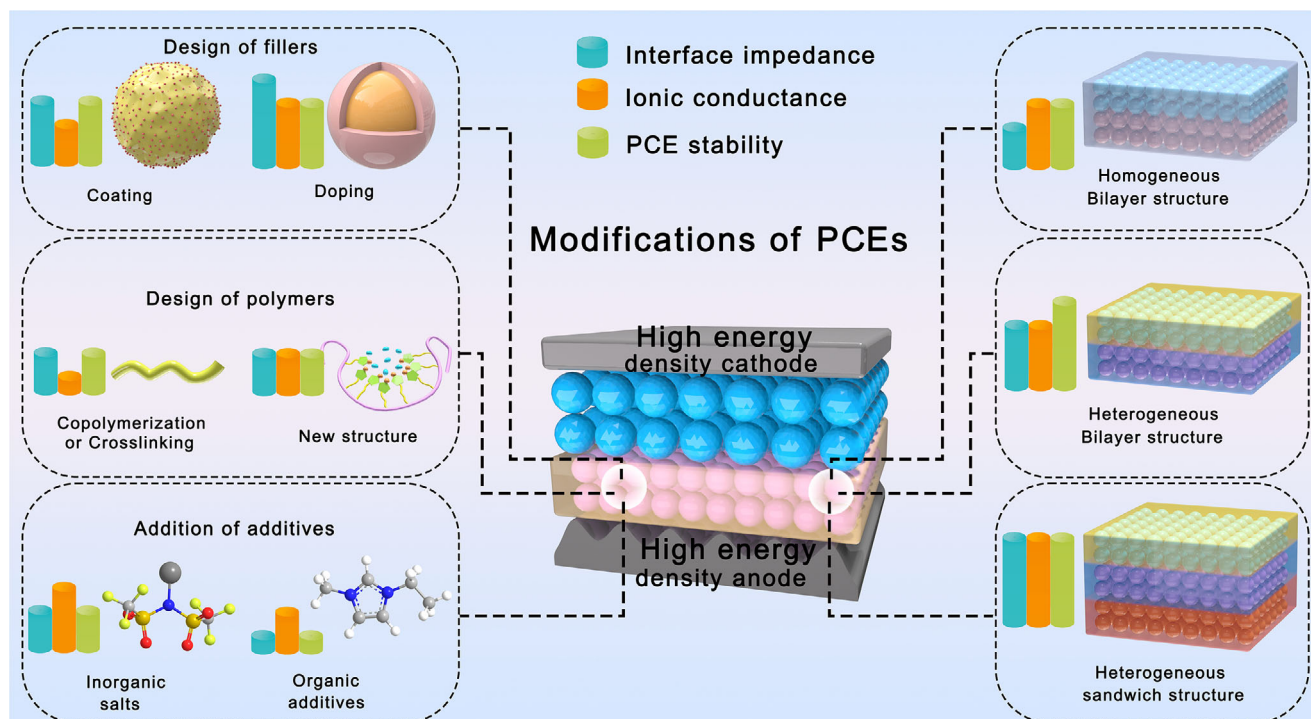 Design of fillers
Coating
Doping
Design of polymers
Copolymerization
or Crosslinking
New structure
Addition of additives
Inorganic
salts
Organic
additives
Interface impedance
Ionic conductance
PCE stability
Modifications of PCEs
High energy
density cathode
High energy
density anode
Homogeneous
Bilayer structure
Heterogeneous
Bilayer structure
Heterogeneous
sandwich structure